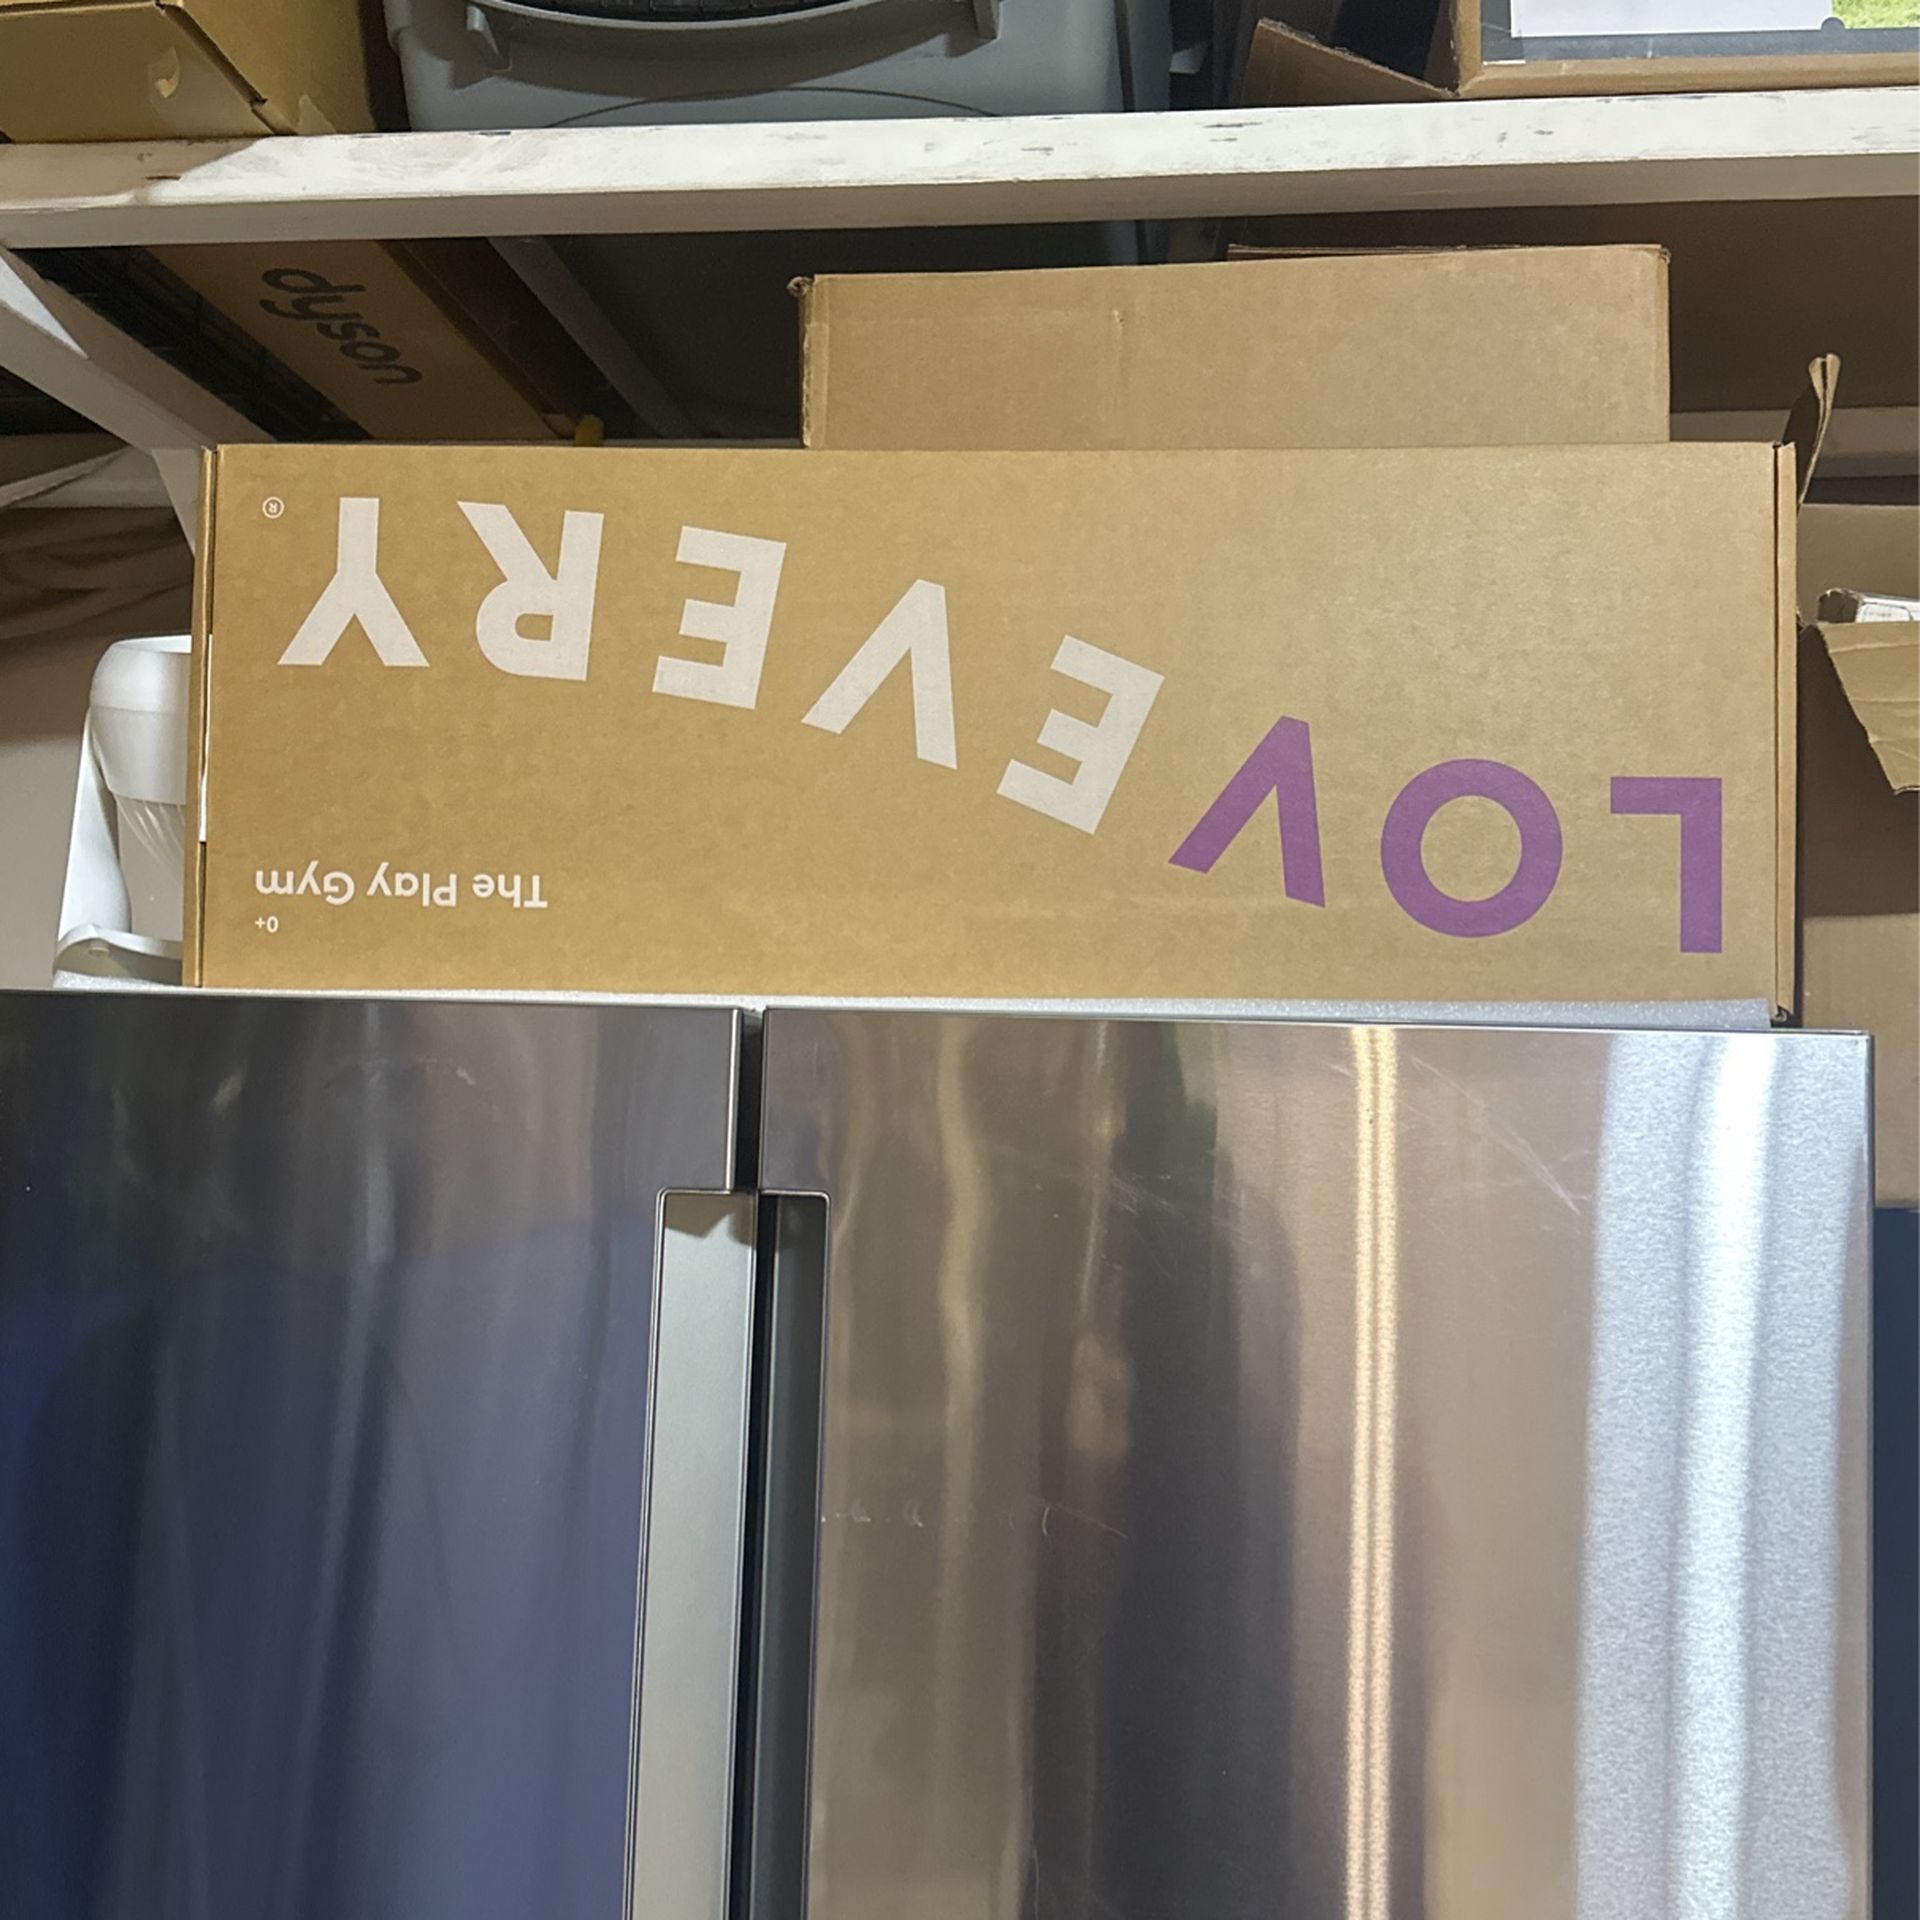 dyson
LOVEVERY®
The Play Gym
0+